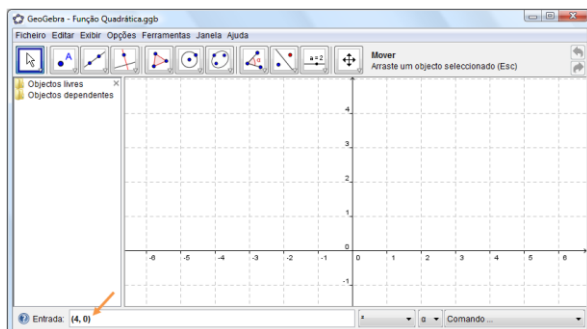 GeoGebra - Função Quadrática.ggb
Ficheiro Editar Exibir Opções Ferramentas Janela Ajuda
A
α
a=2
Mover
Arraste um objecto seleccionado (Esc)
Objectos livres
Objectos dependentes
4
3
2
1
0
-1
-6 -5 -4 -3 -2 -1 0 1 2 3 4 5 6
Entrada: (4, 0)
² α Comando ...